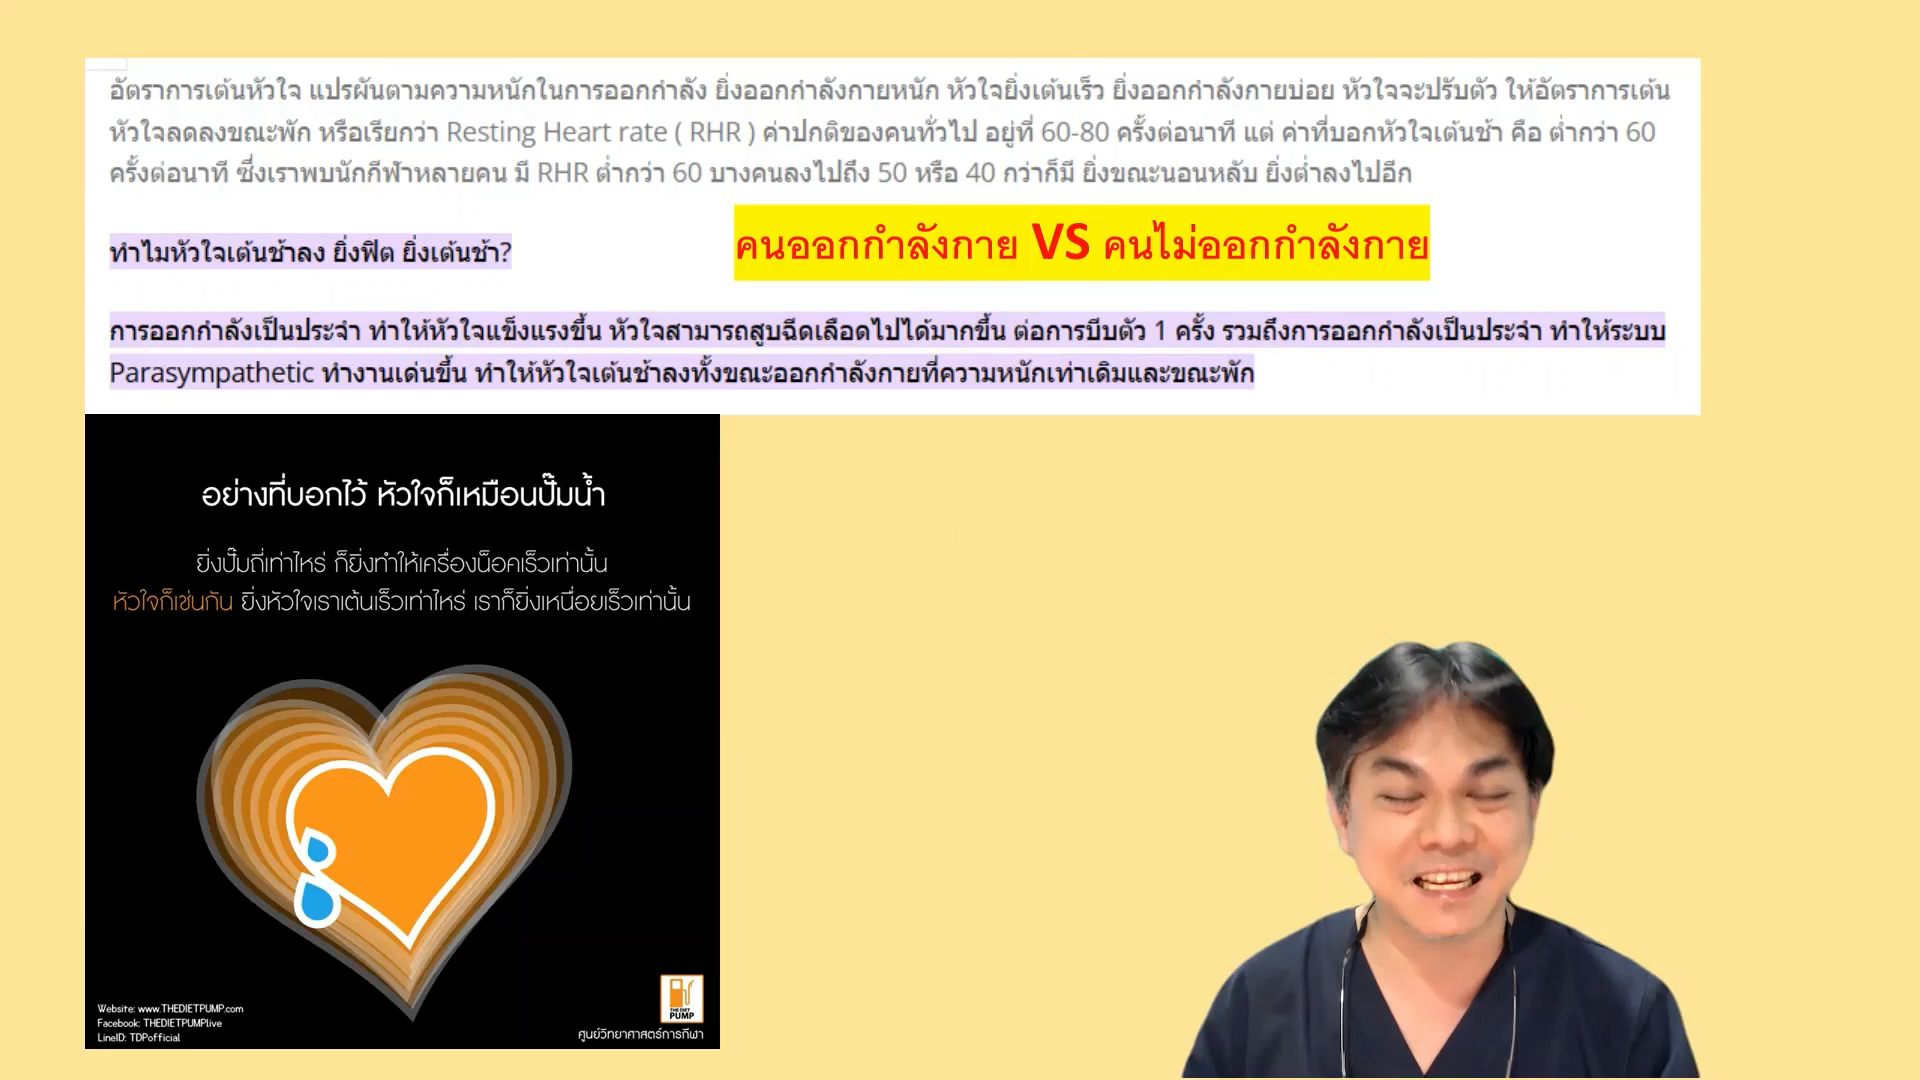 อัตราการเต้นหัวใจ แปรผันตามความหนักในการออกกำลัง ยิ่งออกกำลังกายหนัก หัวใจยิ่งเต้นเร็ว ยิ่งออกกำลังกายบ่อย หัวใจจะปรับตัว ให้อัตราการเต้น
หัวใจลดลงขณะพัก หรือเรียกว่า Resting Heart rate ( RHR ) ค่าปกติของคนทั่วไป อยู่ที่ 60-80 ครั้งต่อนาที แต่ ค่าที่บอกหัวใจเต้นช้า คือ ต่ำกว่า 60
ครั้งต่อนาที ซึ่งเราพบนักกีฬาหลายคน มี RHR ต่ำกว่า 60 บางคนลงไปถึง 50 หรือ 40 กว่าก็มี ยิ่งขณะนอนหลับ ยิ่งต่ำลงไปอีก
ทำไมหัวใจเต้นช้าลง ยิ่งฟิต ยิ่งเต้นช้า?
คนออกกำลังกาย VS คนไม่ออกกำลังกาย
การออกกำลังเป็นประจำ ทำให้หัวใจแข็งแรงขึ้น หัวใจสามารถสูบฉีดเลือดไปได้มากขึ้น ต่อการบีบตัว 1 ครั้ง รวมถึงการออกกำลังเป็นประจำ ทำให้ระบบ
Parasympathetic ทำงานเด่นขึ้น ทำให้หัวใจเต้นช้าลงทั้งขณะออกกำลังกายที่ความหนักเท่าเดิมและขณะพัก
อย่างที่บอกไว้ หัวใจก็เหมือนปั๊มน้ำ
ยิ่งปั๊มถี่เท่าไหร่ ก็ยิ่งทำให้เครื่องน็อคเร็วเท่านั้น
หัวใจก็เช่นกัน ยิ่งหัวใจเราเต้นเร็วเท่าไหร่ เราก็ยิ่งเหนื่อยเร็วเท่านั้น
Website: www.THEDIETPUMP.com
Facebook: THEDIETPUMPlive
LineID: TDPofficial
THE DIET
PUMP
ศูนย์วิทยาศาสตร์การกีฬา